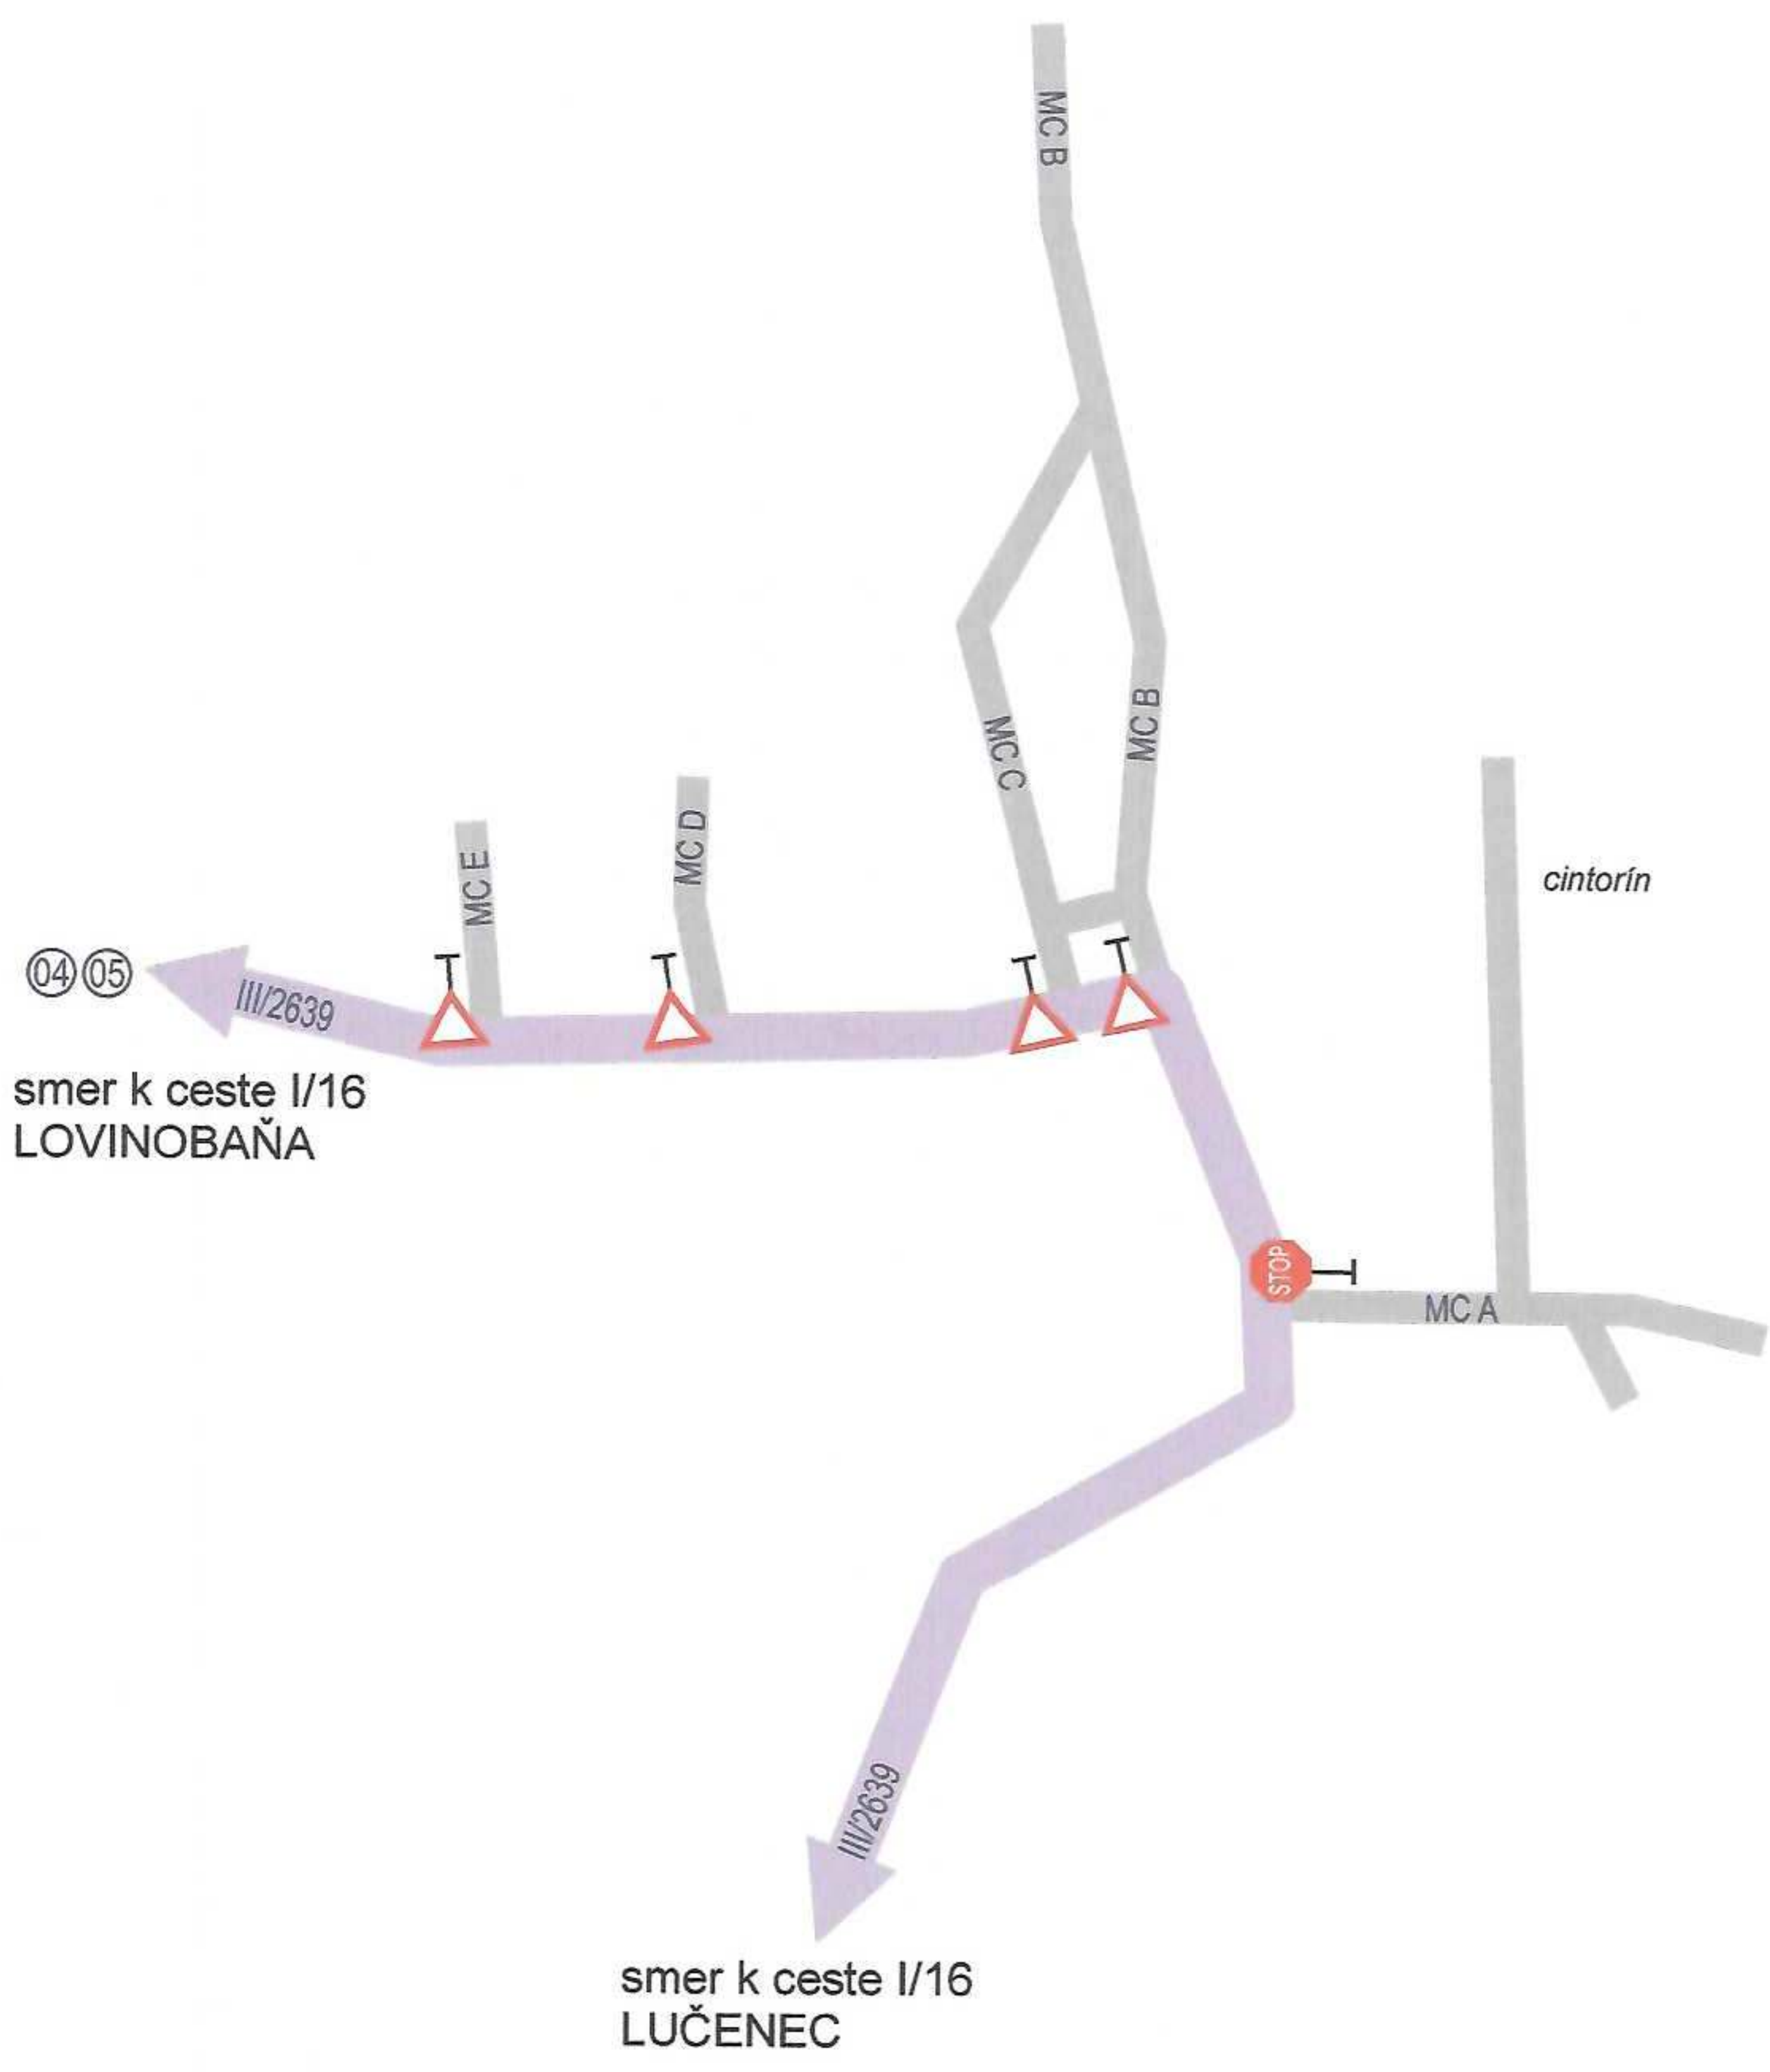 MC B
MC C
MC B
MC D
MC E
cintorín
04 05
III/2639
smer k ceste I/16
LOVINOBAŇA
STOP
MC A
III/2639
smer k ceste I/16
LUČENEC